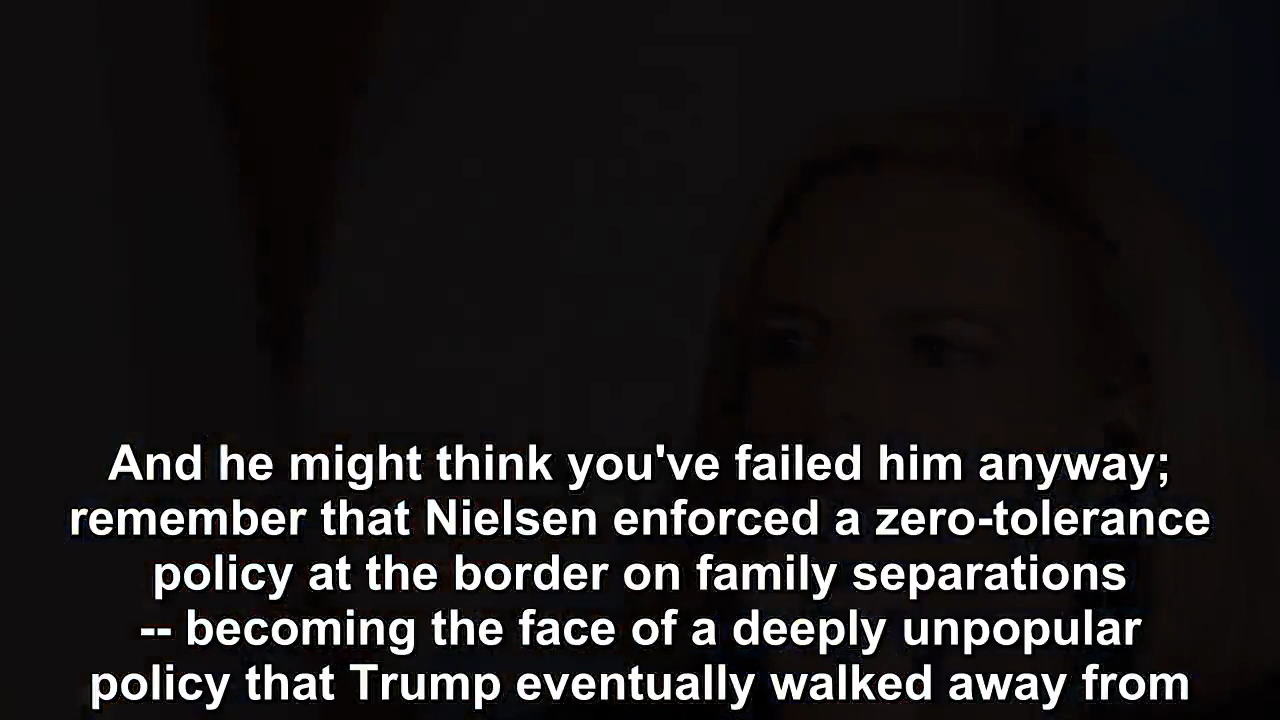 And he might think you've failed him anyway;
remember that Nielsen enforced a zero-tolerance
policy at the border on family separations
-- becoming the face of a deeply unpopular
policy that Trump eventually walked away from